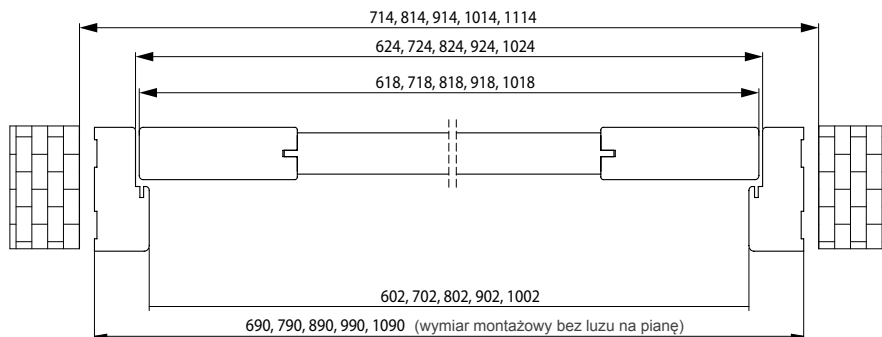 714, 814, 914, 1014, 1114
624, 724, 824, 924, 1024
618, 718, 818, 918, 1018
602, 702, 802, 902, 1002
690, 790, 890, 990, 1090 (wymiar montażowy bez luzu na pianę)